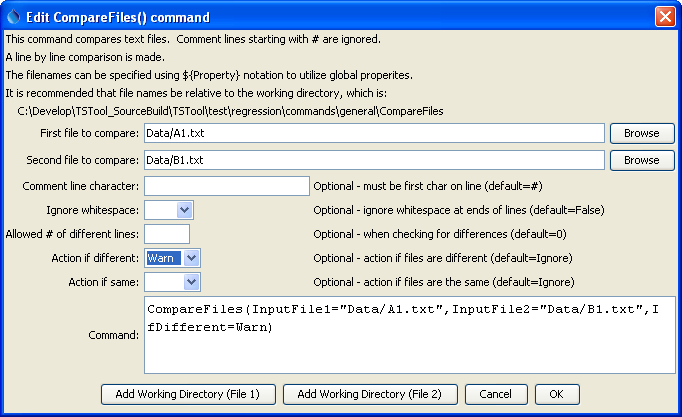 Edit CompareFiles() command
This command compares text files.  Comment lines starting with # are ignored.
A line by line comparison is made.
The filenames can be specified using ${Property} notation to utilize global properites.
It is recommended that file names be relative to the working directory, which is:
C:\Develop\TSTool_SourceBuild\TSTool\test\regression\commands\general\CompareFiles
First file to compare: Data/A1.txt Browse
Second file to compare: Data/B1.txt Browse
Comment line character: Optional - must be first char on line (default=#)
Ignore whitespace: Optional - ignore whitespace at ends of lines (default=False)
Allowed # of different lines: Optional - when checking for differences (default=0)
Action if different: Warn Optional - action if files are different (default=Ignore)
Action if same: Optional - action if files are the same (default=Ignore)
CompareFiles(InputFile1="Data/A1.txt",InputFile2="Data/B1.txt",I
fDifferent=Warn)
Command:
Add Working Directory (File 1) Add Working Directory (File 2) Cancel OK